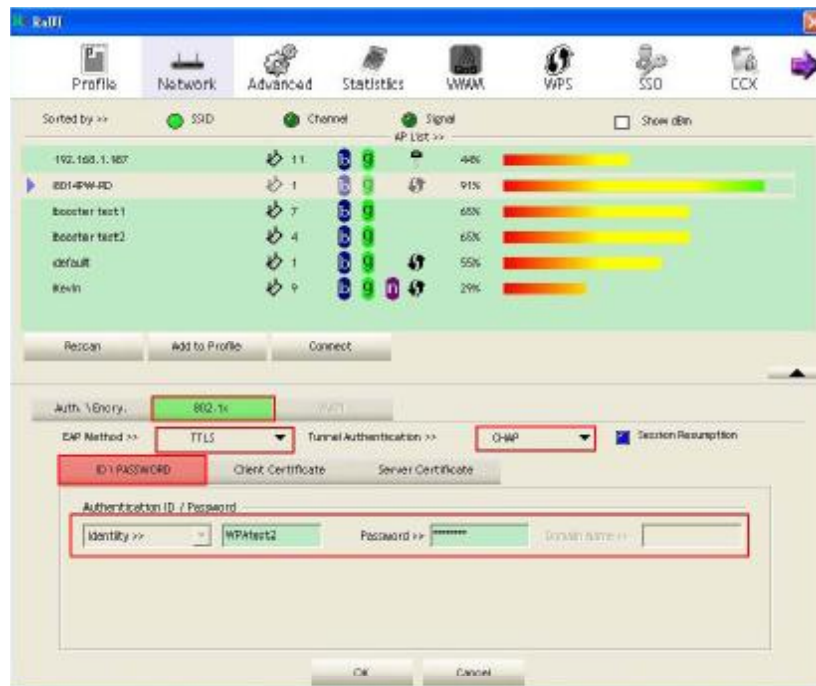 RaUI
Profile Network Advanced Statistics WMM WPS SSO CCX
Sorted by >> SSID Channel Signal Show dBm
AP List >>
192.168.1.187 11 b g 44%
1 b g 91%
Booster test1 7 b g 65%
Booster test2 4 b g 65%
default 1 b g 55%
Kevin 9 b g n 29%
Rescan Add to Profile Connect
Auth. \ Encry. 802.1x
EAP Method >> TTLS Tunnel Authentication >> CHAP Session Resumption
ID \ PASSWORD Client Certificate Server Certificate
Authentication ID / Password
Identity >> WPAtest2 Password >> ******** Domain Name >>
OK Cancel